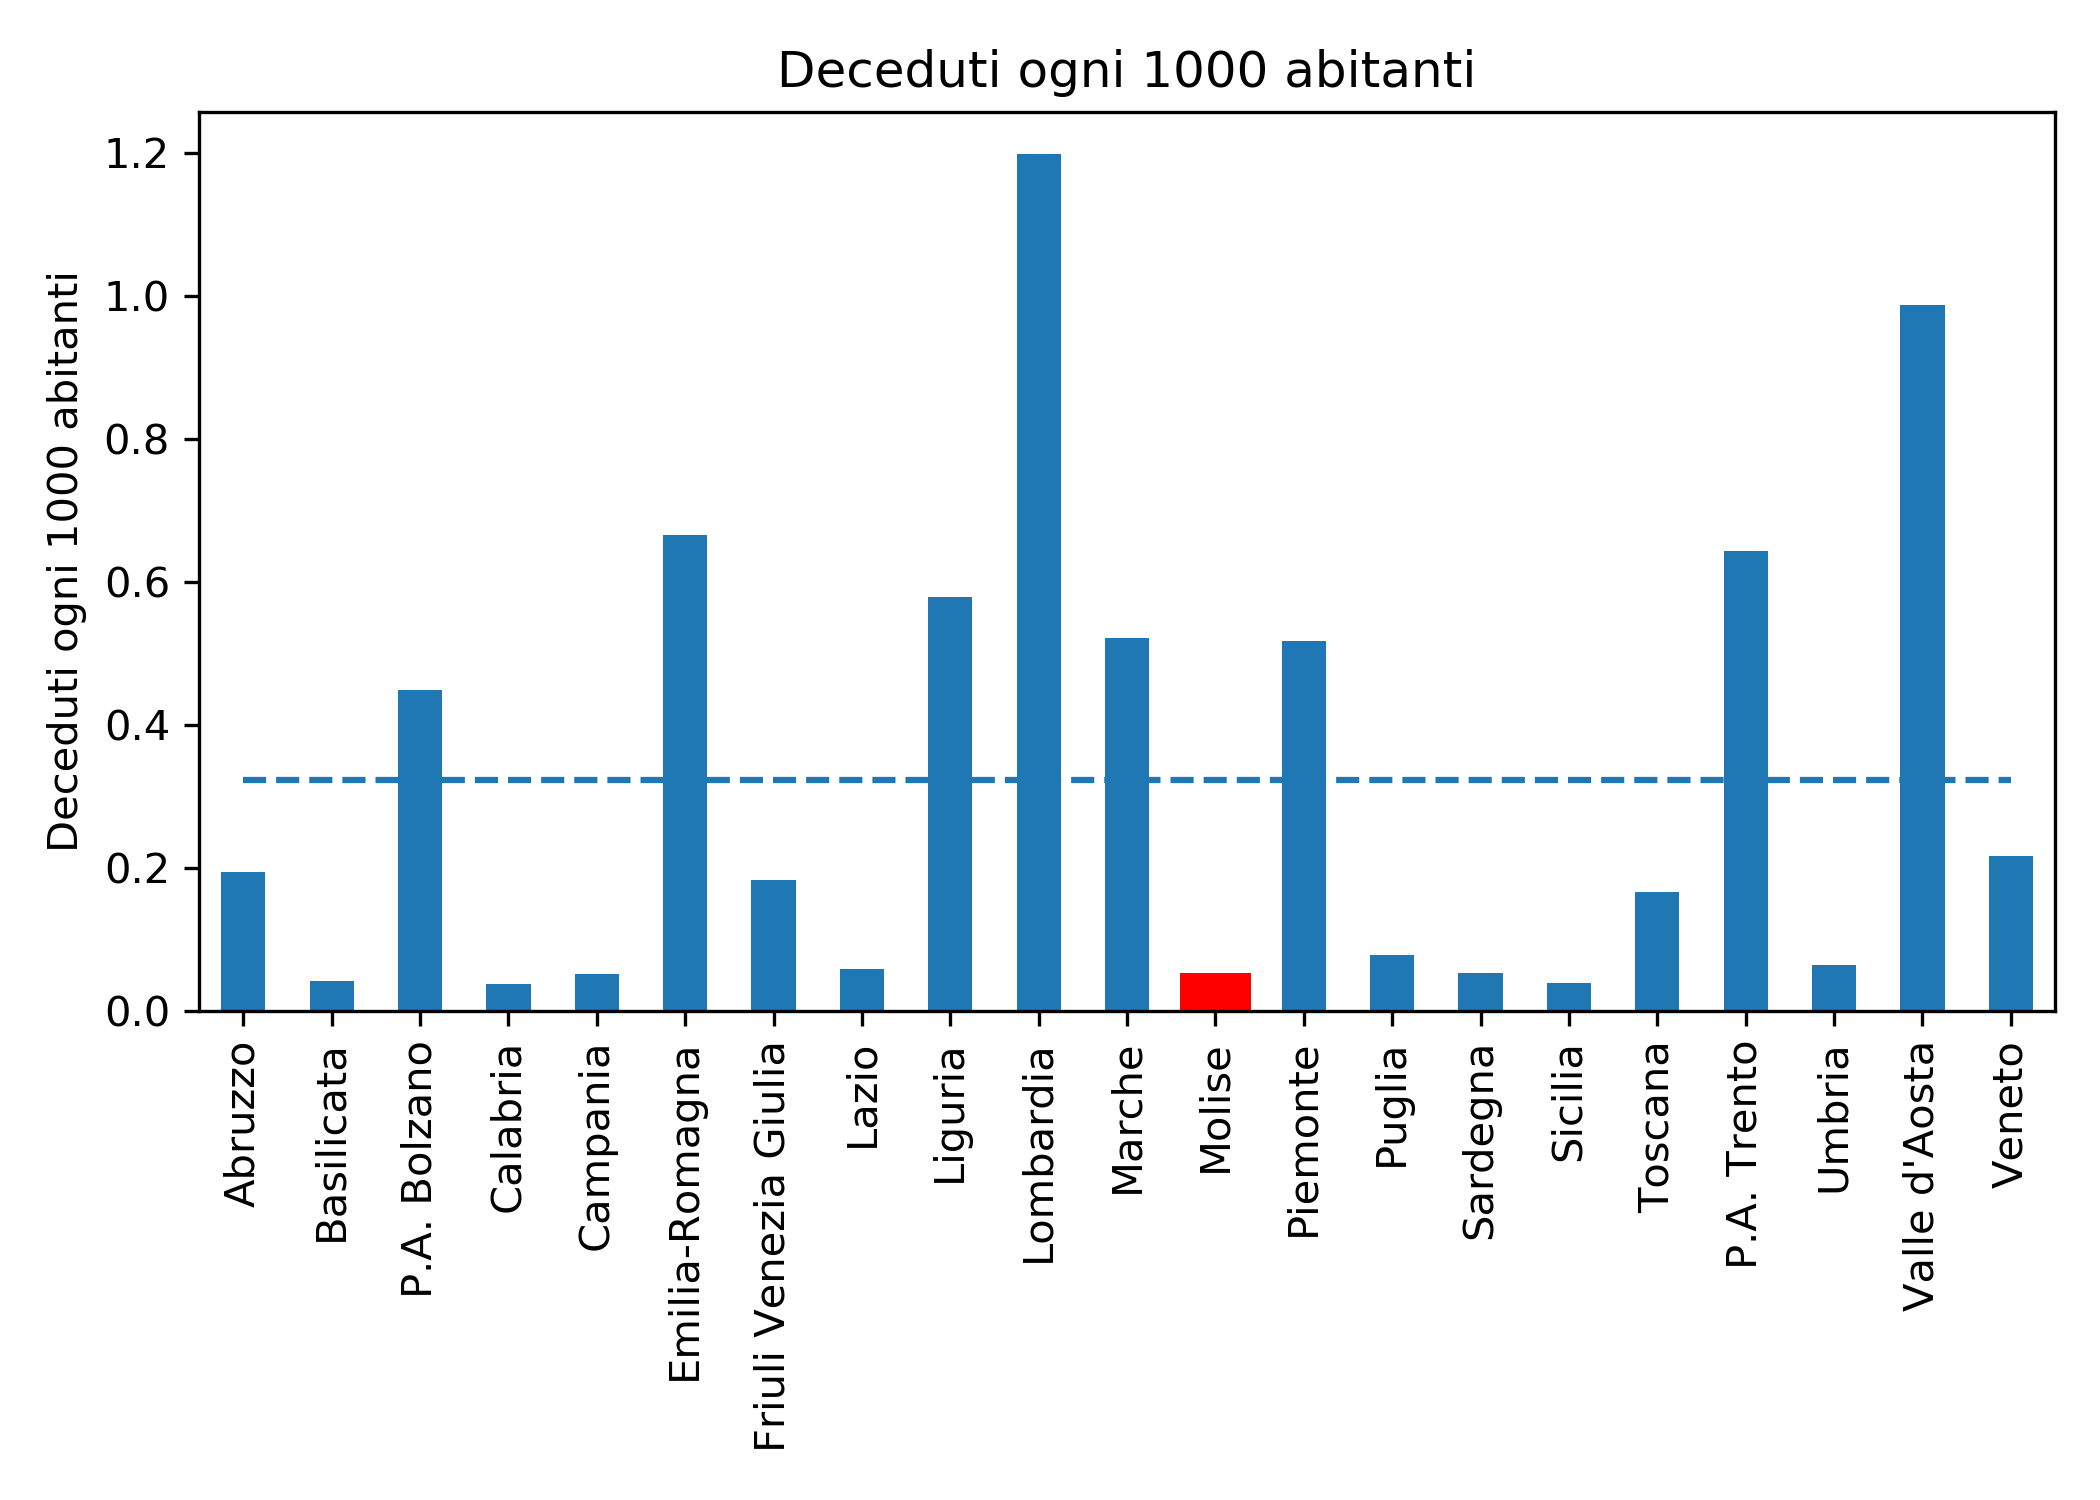 Deceduti ogni 1000 abitanti
Deceduti ogni 1000 abitanti
1.2
1.0
0.8
0.6
0.4
0.2
0.0
Abruzzo
Basilicata
P.A. Bolzano
Calabria
Campania
Emilia-Romagna
Friuli Venezia Giulia
Lazio
Liguria
Lombardia
Marche
Molise
Piemonte
Puglia
Sardegna
Sicilia
Toscana
P.A. Trento
Umbria
Valle d'Aosta
Veneto